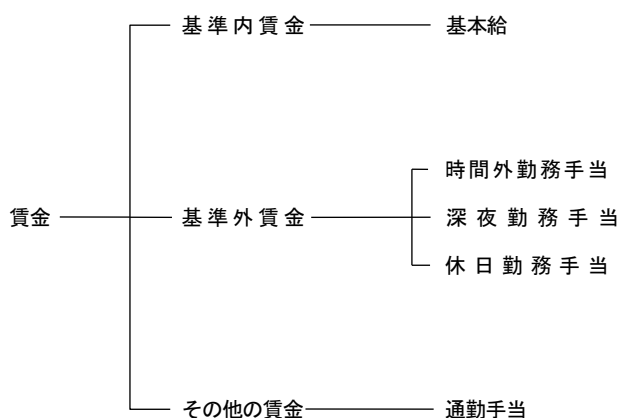 基準内賃金
基本給
時間外勤務手当
賃金
基準外賃金
深夜勤務手当
休日勤務手当
その他の賃金
通勤手当